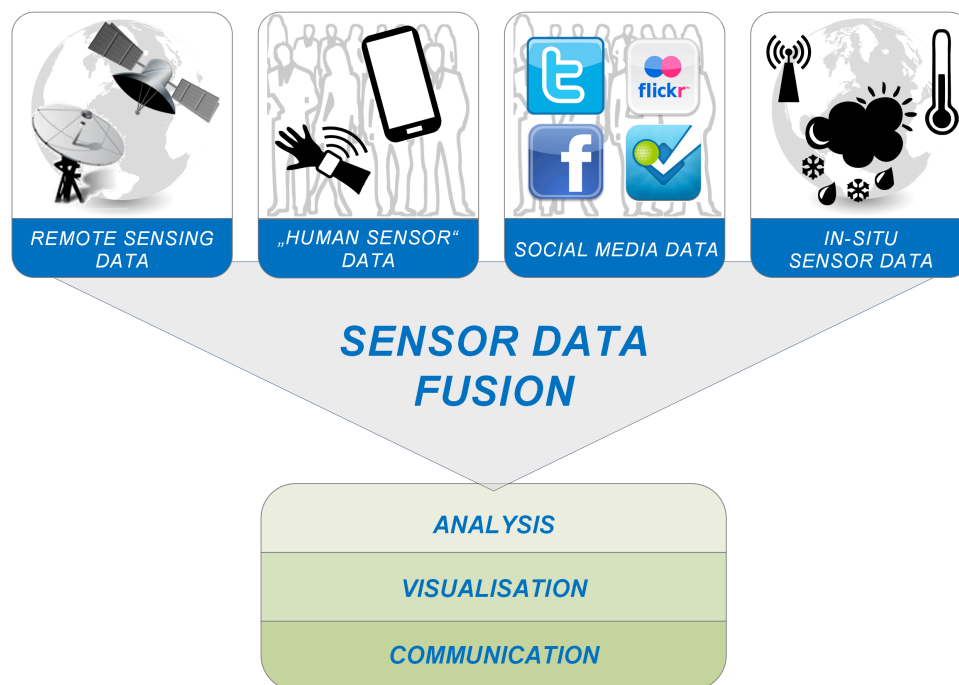 flickr
REMOTE SENSING
DATA
„HUMAN SENSOR“
DATA
SOCIAL MEDIA DATA
IN-SITU
SENSOR DATA
SENSOR DATA
FUSION
ANALYSIS
VISUALISATION
COMMUNICATION